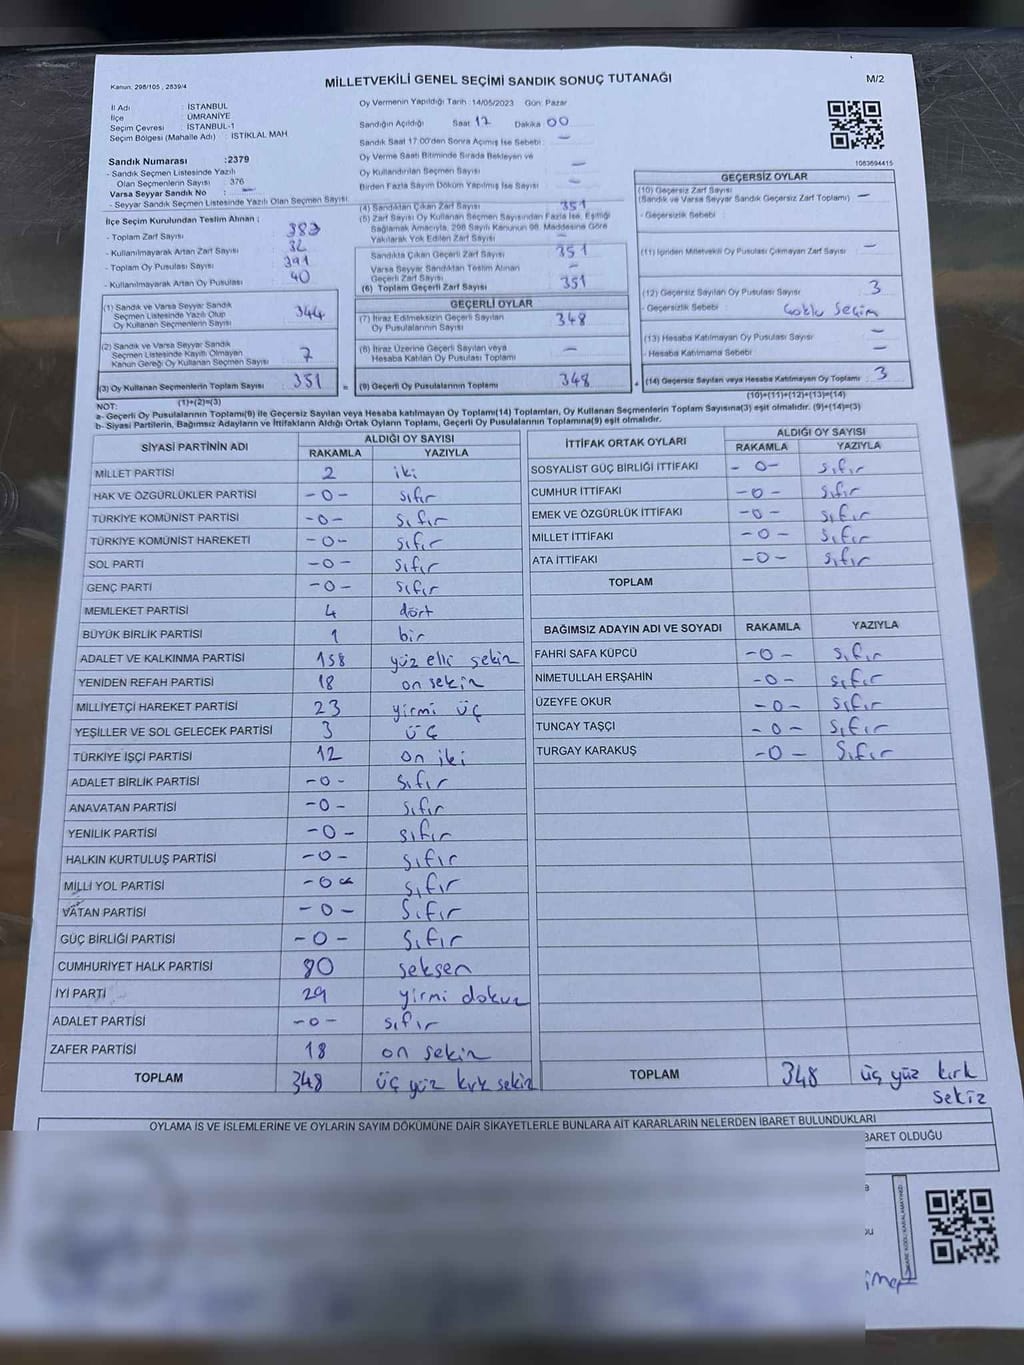 Kanun: 298/105 , 2839/4
MİLLETVEKİLİ GENEL SEÇİMİ SANDIK SONUÇ TUTANAĞI
M/2
İl Adı : İSTANBUL
İlçe : ÜMRANİYE
Seçim Çevresi : İSTANBUL-1
Seçim Bölgesi (Mahalle Adı) : İSTİKLAL MAH
Sandık Numarası :2379
- Sandık Seçmen Listesinde Yazılı
Olan Seçmenlerin Sayısı : 376
Varsa Seyyar Sandık No : —
- Seyyar Sandık Seçmen Listesinde Yazılı Olan Seçmen Sayısı
Oy Vermenin Yapıldığı Tarih :14/05/2023 Gün: Pazar
Sandığın Açıldığı Saat 17 Dakika 00
Sandık Saat 17:00'den Sonra Açılmış İse Sebebi : —
Oy Verme Saati Bitiminde Sırada Bekleyen ve
Oy Kullandırılan Seçmen Sayısı —
Birden Fazla Sayım Döküm Yapılmış İse Sayısı —
1083694415
İlçe Seçim Kurulundan Teslim Alınan ;
- Toplam Zarf Sayısı 383
- Kullanılmayarak Artan Zarf Sayısı 32
- Toplam Oy Pusulası Sayısı 391
- Kullanılmayarak Artan Oy Pusulası 40
(4) Sandıktan Çıkan Zarf Sayısı 351
(5) Zarf Sayısı Oy Kullanan Seçmen Sayısından Fazla İse, Eşitliği
Sağlamak Amacıyla, 298 Sayılı Kanunun 98. Maddesine Göre
Yakılarak Yok Edilen Zarf Sayısı —
Sandıkta Çıkan Geçerli Zarf Sayısı 351
Varsa Seyyar Sandıktan Teslim Alınan
Geçerli Zarf Sayısı —
(6) Toplam Geçerli Zarf Sayısı 351
GEÇERSİZ OYLAR
(10) Geçersiz Zarf Sayısı
(Sandık ve Varsa Seyyar Sandık Geçersiz Zarf Toplamı) —
- Geçersizlik Sebebi :
(11) İçinden Milletvekili Oy Pusulası Çıkmayan Zarf Sayısı —
(12) Geçersiz Sayılan Oy Pusulası Sayısı 3
- Geçersizlik Sebebi : Çoklu seçim
(13) Hesaba Katılmayan Oy Pusulası Sayısı —
- Hesaba Katılmama Sebebi : —
(14) Geçersiz Sayılan veya Hesaba Katılmayan Oy Toplamı 3
(10)+(11)+(12)+(13)=(14)
(1) Sandık ve Varsa Seyyar Sandık
Seçmen Listesinde Yazılı Olup
Oy Kullanan Seçmenlerin Sayısı 344
(2) Sandık ve Varsa Seyyar Sandık
Seçmen Listesinde Kayıtlı Olmayan
Kanun Gereği Oy Kullanan Seçmen Sayısı 7
(3) Oy Kullanan Seçmenlerin Toplam Sayısı 351 =
(1)+(2)=(3)
GEÇERLİ OYLAR
(7) İtiraz Edilmeksizin Geçerli Sayılan
Oy Pusulalarının Sayısı 348
(8) İtiraz Üzerine Geçerli Sayılan veya
Hesaba Katılan Oy Pusulası Toplamı —
(9) Geçerli Oy Pusulalarının Toplamı 348 +
NOT:
a- Geçerli Oy Pusulalarının Toplamı(9) ile Geçersiz Sayılan veya Hesaba katılmayan Oy Toplamı(14) Toplamları, Oy Kullanan Seçmenlerin Toplam Sayısına(3) eşit olmalıdır. (9)+(14)=(3)
b- Siyasi Partilerin, Bağımsız Adayların ve İttifakların Aldığı Ortak Oyların Toplamı, Geçerli Oy Pusulalarının Toplamına(9) eşit olmalıdır.
SİYASİ PARTİNİN ADI ALDIĞI OY SAYISI
RAKAMLA YAZIYLA
MİLLET PARTİSİ 2 iki
HAK VE ÖZGÜRLÜKLER PARTİSİ -0- sıfır
TÜRKİYE KOMÜNİST PARTİSİ -0- sıfır
TÜRKİYE KOMÜNİST HAREKETİ -0- sıfır
SOL PARTİ -0- sıfır
GENÇ PARTİ -0- sıfır
MEMLEKET PARTİSİ 4 dört
BÜYÜK BİRLİK PARTİSİ 1 bir
ADALET VE KALKINMA PARTİSİ 158 yüz elli sekiz
YENİDEN REFAH PARTİSİ 18 on sekiz
MİLLİYETÇİ HAREKET PARTİSİ 23 yirmi üç
YEŞİLLER VE SOL GELECEK PARTİSİ 3 üç
TÜRKİYE İŞÇİ PARTİSİ 12 on iki
ADALET BİRLİK PARTİSİ -0- sıfır
ANAVATAN PARTİSİ -0- sıfır
YENİLİK PARTİSİ -0- sıfır
HALKIN KURTULUŞ PARTİSİ -0- sıfır
MİLLİ YOL PARTİSİ -0- sıfır
VATAN PARTİSİ -0- sıfır
GÜÇ BİRLİĞİ PARTİSİ -0- sıfır
CUMHURİYET HALK PARTİSİ 80 seksen
İYİ PARTİ 29 yirmi dokuz
ADALET PARTİSİ -0- sıfır
ZAFER PARTİSİ 18 on sekiz
TOPLAM 348 üç yüz kırk sekiz
İTTİFAK ORTAK OYLARI ALDIĞI OY SAYISI
RAKAMLA YAZIYLA
SOSYALİST GÜÇ BİRLİĞİ İTTİFAKI -0- sıfır
CUMHUR İTTİFAKI -0- sıfır
EMEK VE ÖZGÜRLÜK İTTİFAKI -0- sıfır
MİLLET İTTİFAKI -0- sıfır
ATA İTTİFAKI -0- sıfır
TOPLAM
BAĞIMSIZ ADAYIN ADI VE SOYADI RAKAMLA YAZIYLA
FAHRİ SAFA KÜPCÜ -0- sıfır
NİMETULLAH ERŞAHİN -0- sıfır
ÜZEYFE OKUR -0- sıfır
TUNCAY TAŞÇI -0- sıfır
TURGAY KARAKUŞ -0- sıfır
TOPLAM 348 üç yüz kırk
sekiz
OYLAMA İŞ VE İŞLEMLERİNE VE OYLARIN SAYIM DÖKÜMÜNE DAİR ŞİKAYETLERLE BUNLARA AİT KARARLARIN NELERDEN İBARET BULUNDUKLARI
BARET OLDUĞU